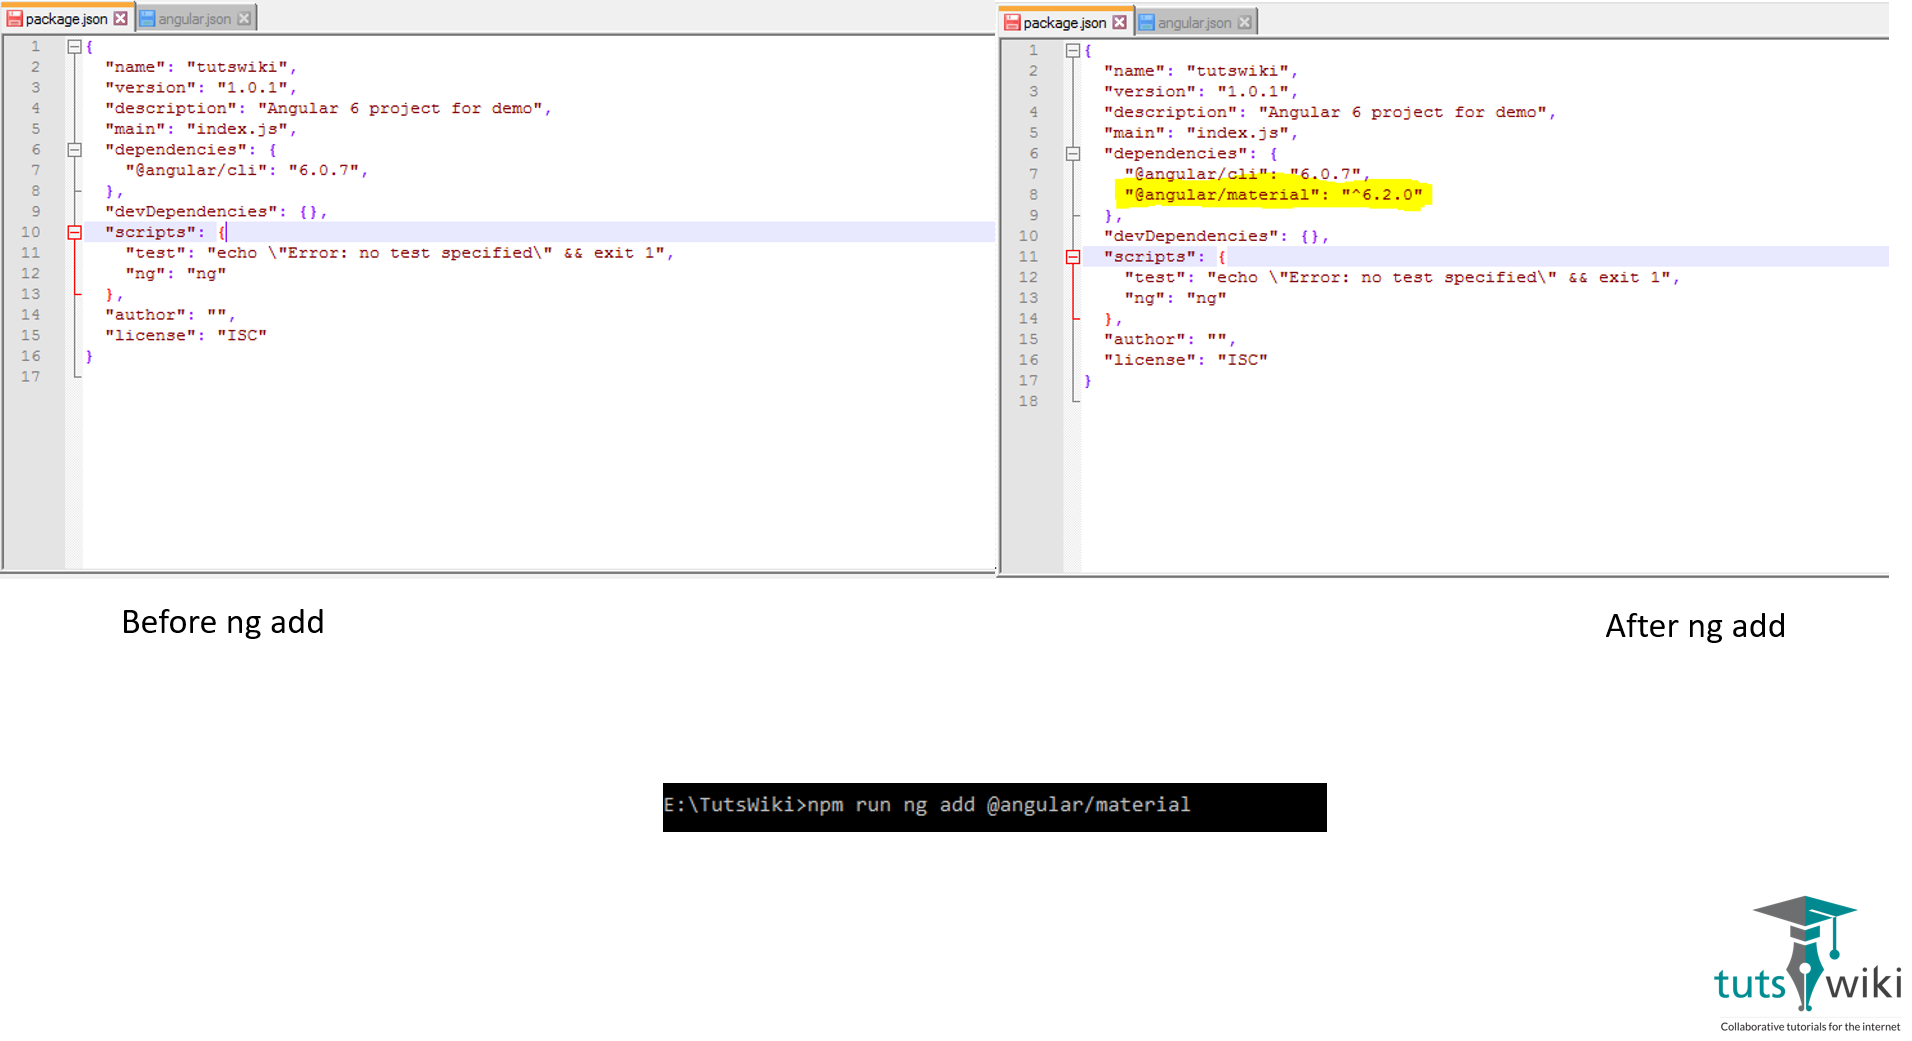 package.json angular.json
1 {
2 "name": "tutswiki",
3 "version": "1.0.1",
4 "description": "Angular 6 project for demo",
5 "main": "index.js",
6 "dependencies": {
7 "@angular/cli": "6.0.7",
8 },
9 "devDependencies": {},
10 "scripts": {
11 "test": "echo \"Error: no test specified\" && exit 1",
12 "ng": "ng"
13 },
14 "author": "",
15 "license": "ISC"
16 }
17
Before ng add
package.json angular.json
1 {
2 "name": "tutswiki",
3 "version": "1.0.1",
4 "description": "Angular 6 project for demo",
5 "main": "index.js",
6 "dependencies": {
7 "@angular/cli": "6.0.7",
8 "@angular/material": "^6.2.0"
9 },
10 "devDependencies": {},
11 "scripts": {
12 "test": "echo \"Error: no test specified\" && exit 1",
13 "ng": "ng"
14 },
15 "author": "",
16 "license": "ISC"
17 }
18
After ng add
E:\TutsWiki>npm run ng add @angular/material
tuts wiki
Collaborative tutorials for the internet